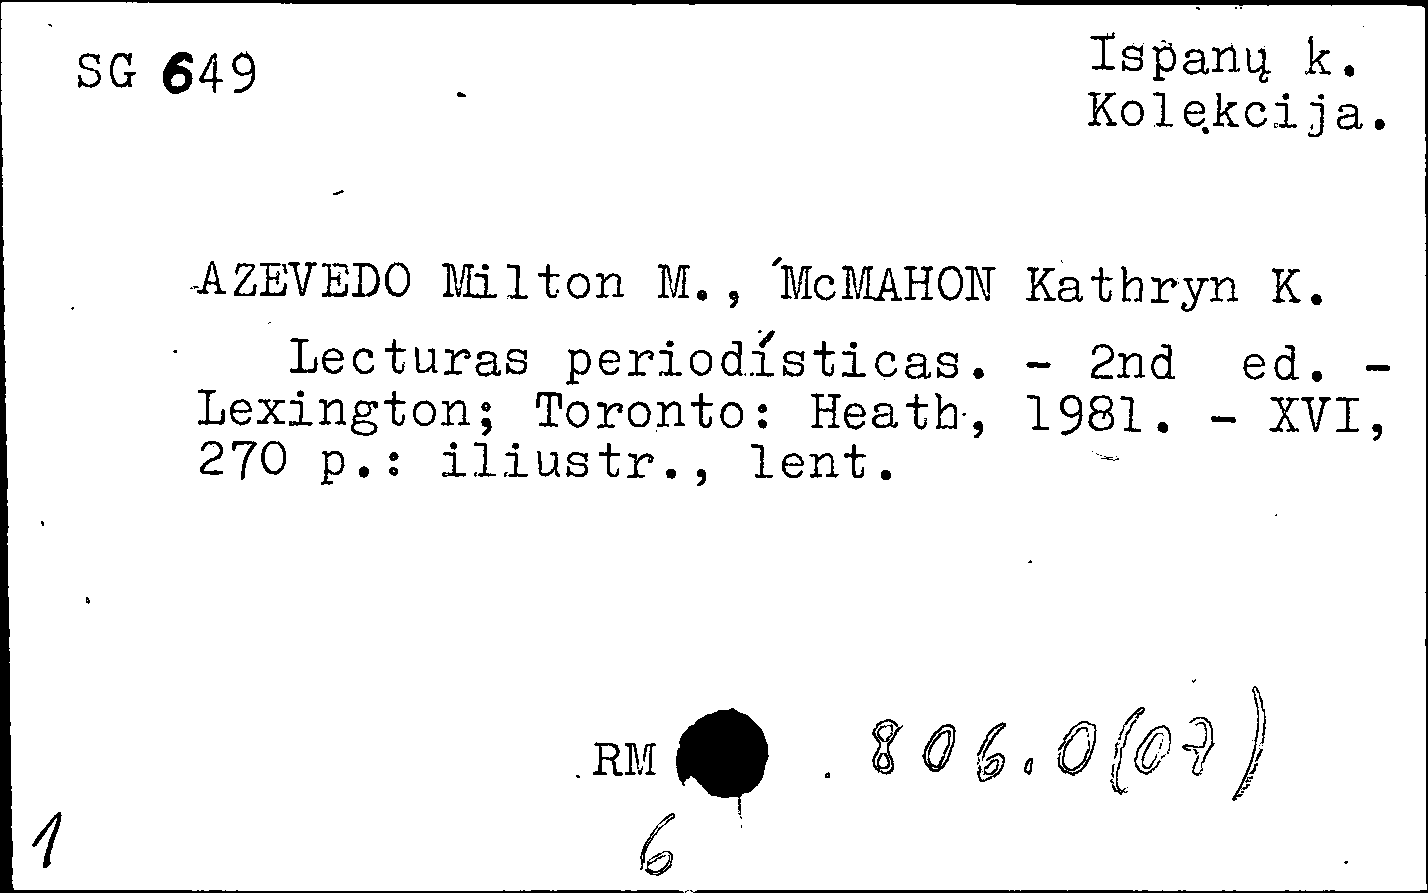 SG 649
Ispanų k.
Kolekcija.
AZEVEDO Milton M., McMAHON Kathryn K.
Lecturas periodísticas. - 2nd ed. -
Lexington; Toronto: Heath, 1981. - XVI,
270 p.: iliustr., lent.
RM 806.0(07)
1 6